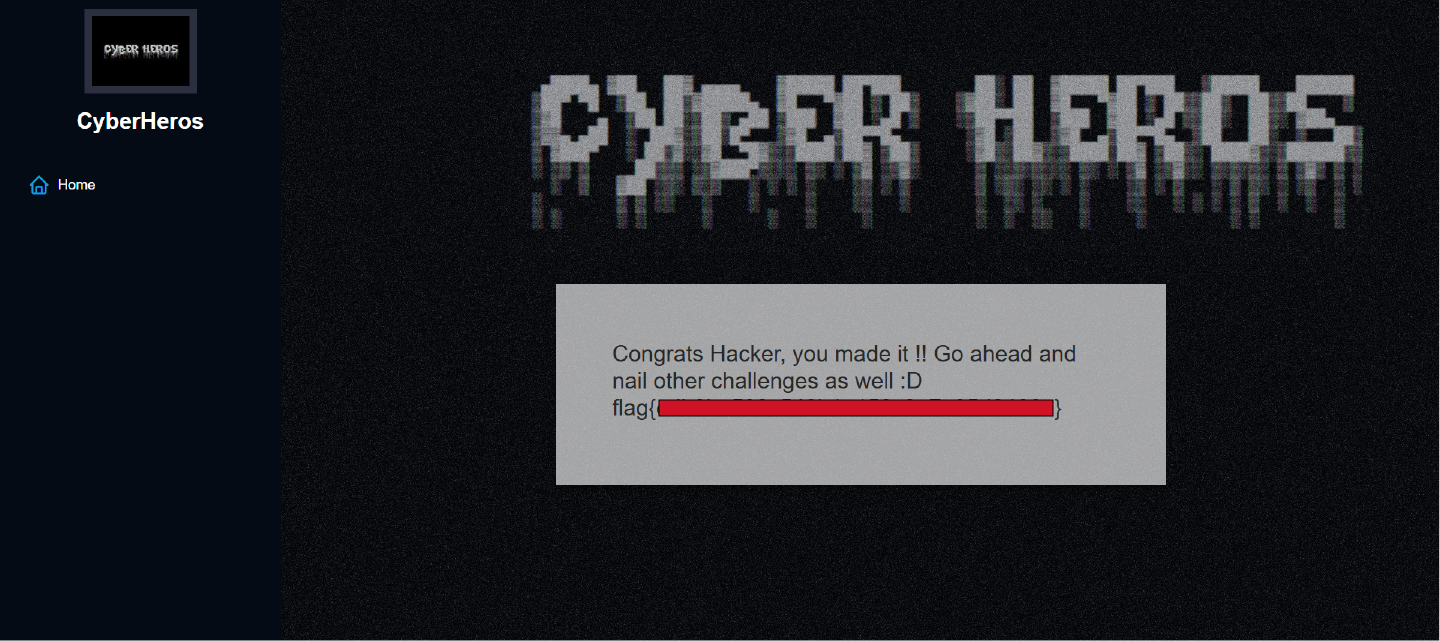 CYBER HEROS
CyberHeros
Home
CYBER HEROS
Congrats Hacker, you made it !! Go ahead and
nail other challenges as well :D
flag{ }